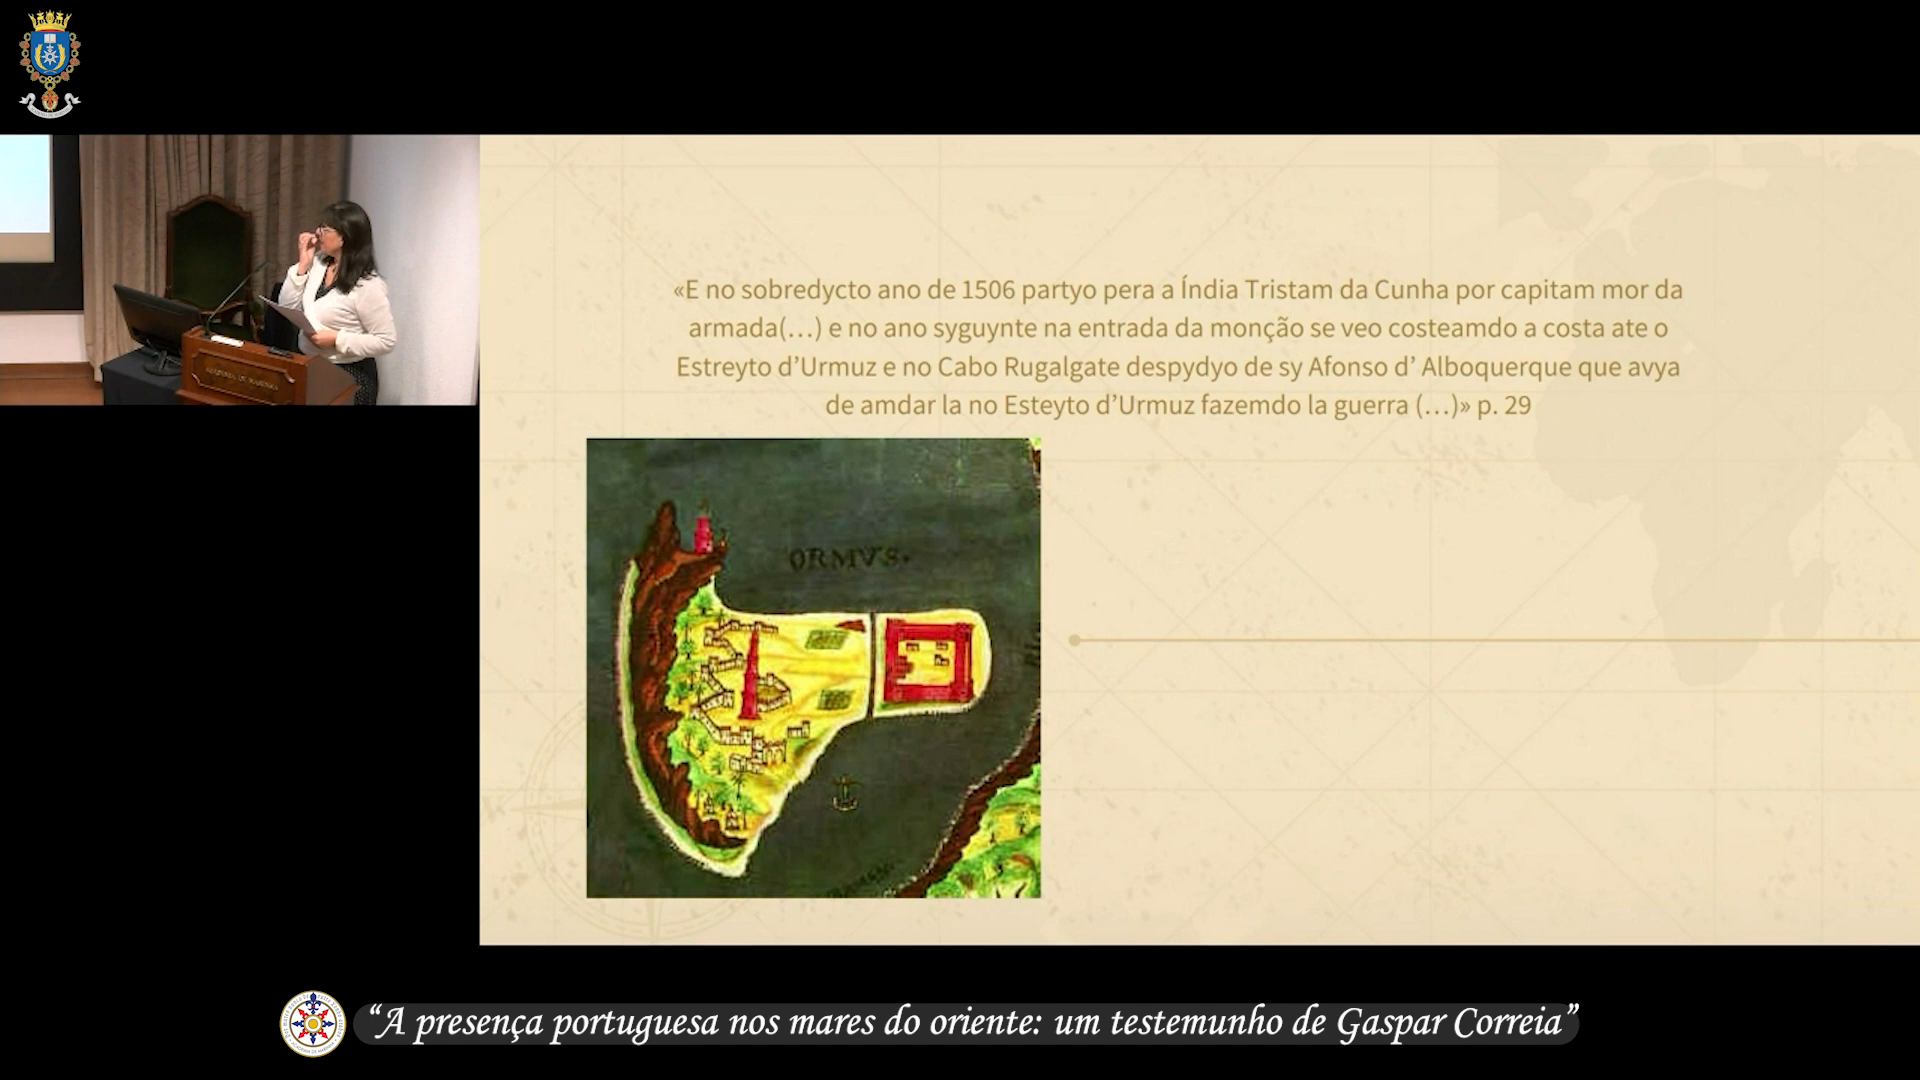 «E no sobredycto ano de 1506 partyo pera a Índia Tristam da Cunha por capitam mor da
armada(...) e no ano syguynte na entrada da monção se veo costeamdo a costa ate o
Estreyto d’Urmuz e no Cabo Rugalgate despydyo de sy Afonso d’ Alboquerque que avya
de amdar la no Esteyto d’Urmuz fazemdo la guerra (...)» p. 29
ORMVS.
ACADEMIA DE MARINHA
“A presença portuguesa nos mares do oriente: um testemunho de Gaspar Correia”